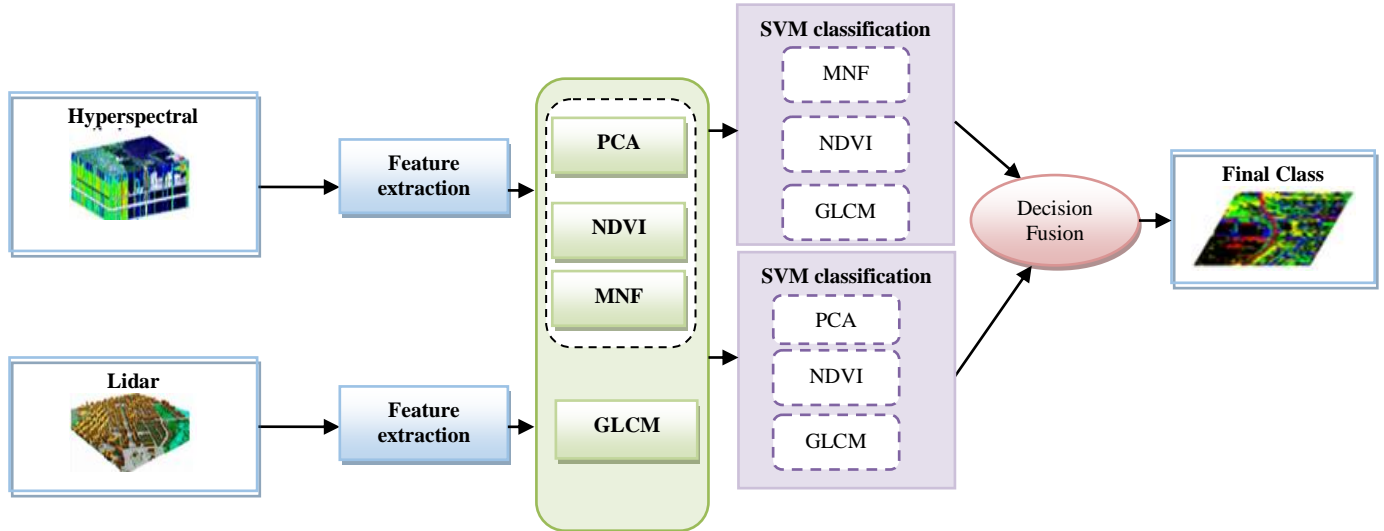 Hyperspectral
Feature
extraction
Lidar
Feature
extraction
PCA
NDVI
MNF
GLCM
SVM classification
MNF
NDVI
GLCM
SVM classification
PCA
NDVI
GLCM
Decision
Fusion
Final Class